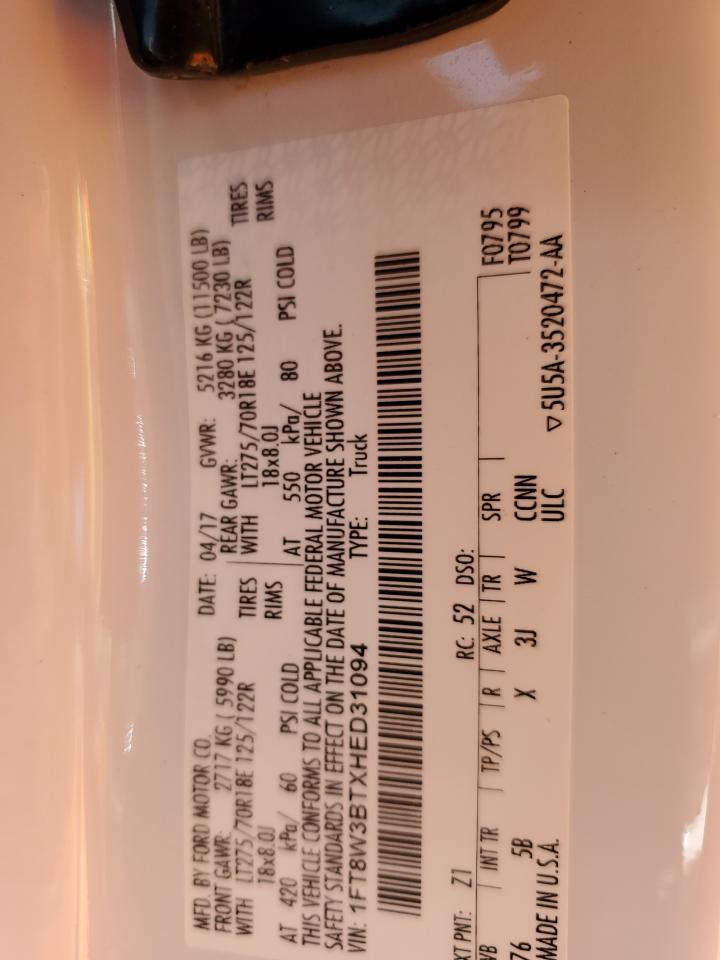 MFD. BY FORD MOTOR CO. DATE: 04/17 GVWR: 5216 KG (11500 LB)
FRONT GAWR: 2717 KG ( 5990 LB) REAR GAWR: 3280 KG ( 7230 LB)
WITH LT275/70R18E 125/122R TIRES WITH LT275/70R18E 125/122R TIRES
18x8.0J RIMS 18x8.0J RIMS
AT 420 kPa/ 60 PSI COLD AT 550 kPa/ 80 PSI COLD
THIS VEHICLE CONFORMS TO ALL APPLICABLE FEDERAL MOTOR VEHICLE
SAFETY STANDARDS IN EFFECT ON THE DATE OF MANUFACTURE SHOWN ABOVE.
VIN: 1FT8W3BTXHED31094 TYPE: Truck
XT PNT: Z1 RC: 52 DSO: F0795
WB INT TR TP/PS R AXLE TR SPR T0799
76 5B X 3J W CCNN
MADE IN U.S.A. ULC ▽ 5U5A-3520472-AA